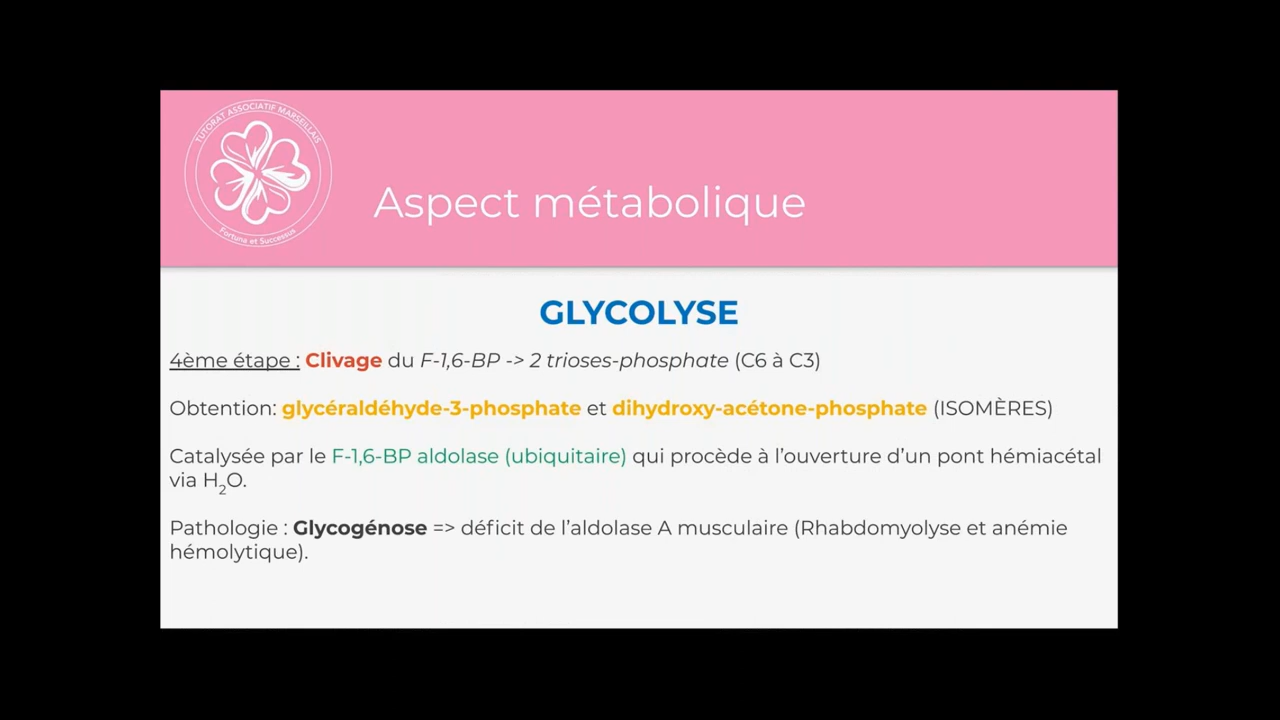 TUTORAT ASSOCIATIF MARSEILLAIS
Fortuna et Successus
Aspect métabolique
GLYCOLYSE
4ème étape : Clivage du F-1,6-BP -> 2 trioses-phosphate (C6 à C3)
Obtention: glycéraldéhyde-3-phosphate et dihydroxy-acétone-phosphate (ISOMÈRES)
Catalysée par le F-1,6-BP aldolase (ubiquitaire) qui procède à l’ouverture d’un pont hémiacétal
via H2O.
Pathologie : Glycogénose => déficit de l’aldolase A musculaire (Rhabdomyolyse et anémie
hémolytique).